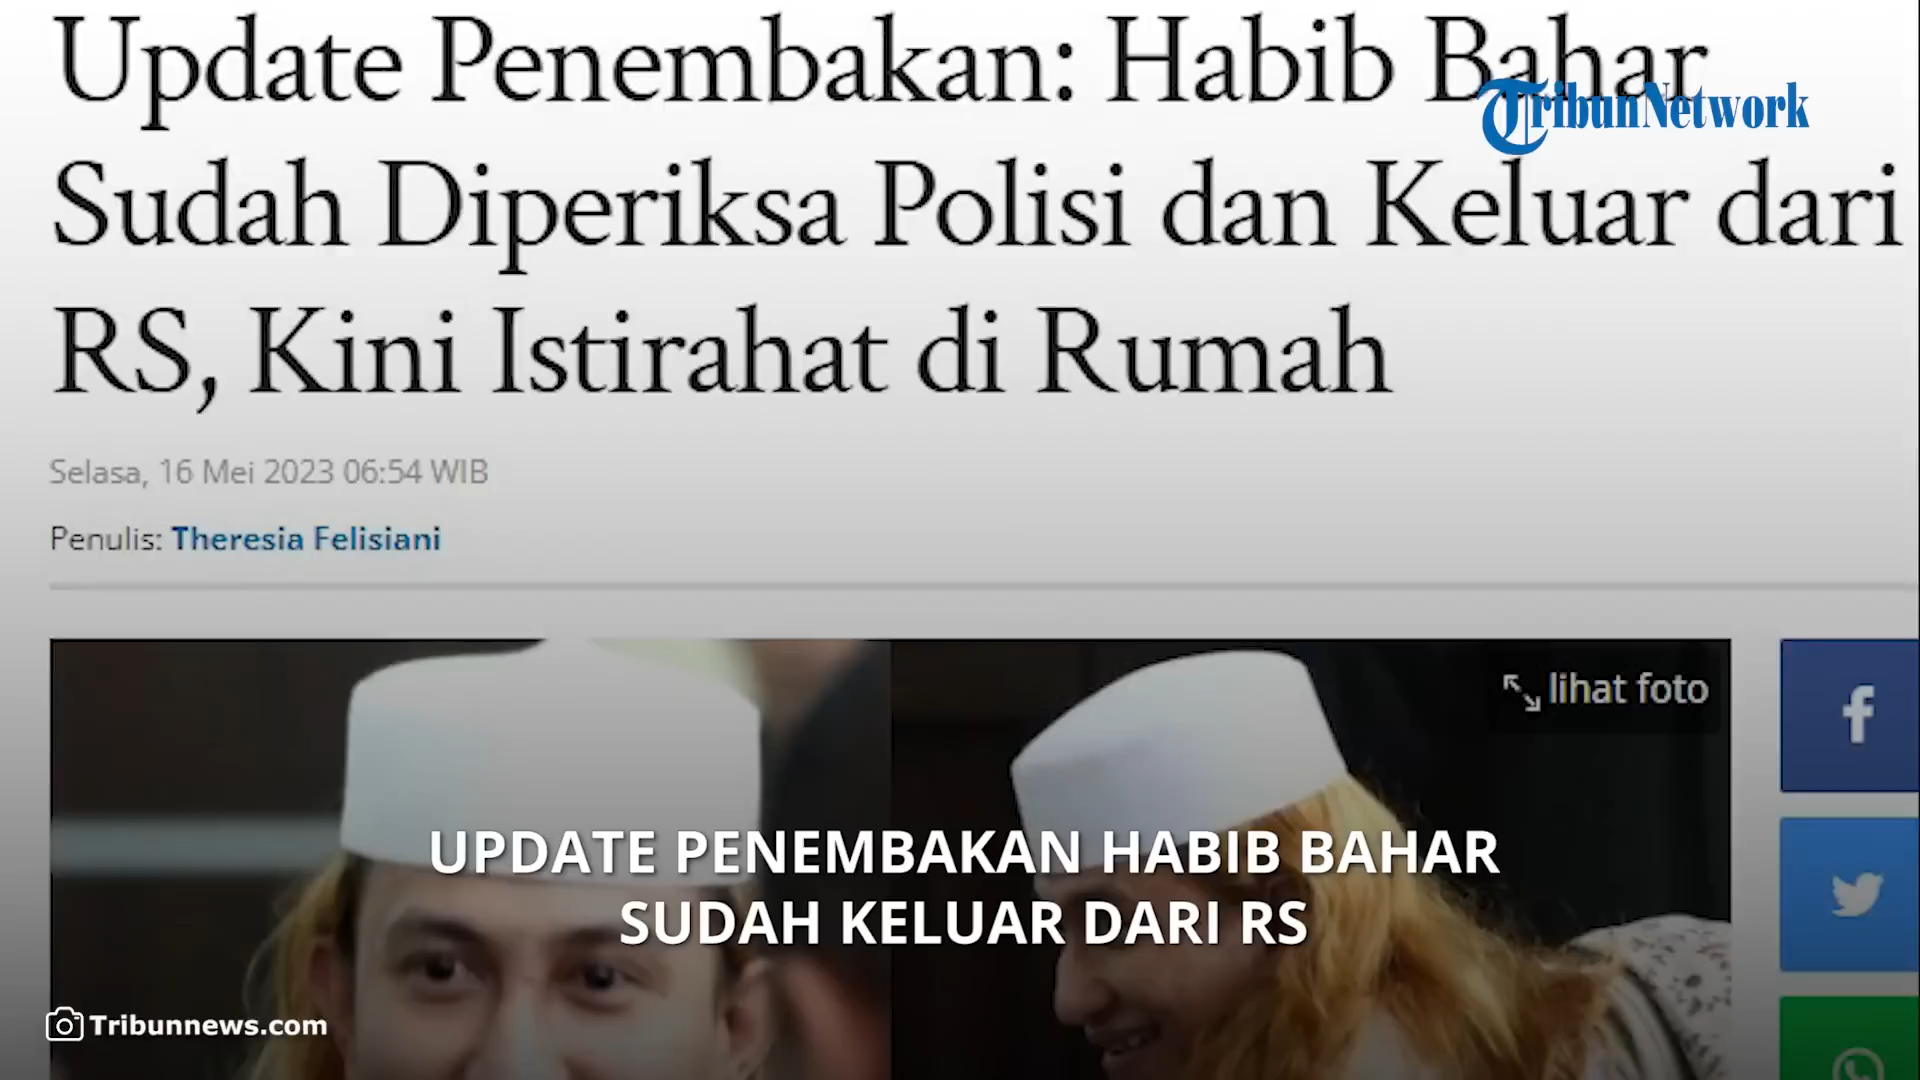 Update Penembakan: Habib Bahar
TribunNetwork
Sudah Diperiksa Polisi dan Keluar dari
RS, Kini Istirahat di Rumah
Selasa, 16 Mei 2023 06:54 WIB
Penulis: Theresia Felisiani
lihat foto
f
UPDATE PENEMBAKAN HABIB BAHAR
SUDAH KELUAR DARI RS
Tribunnews.com